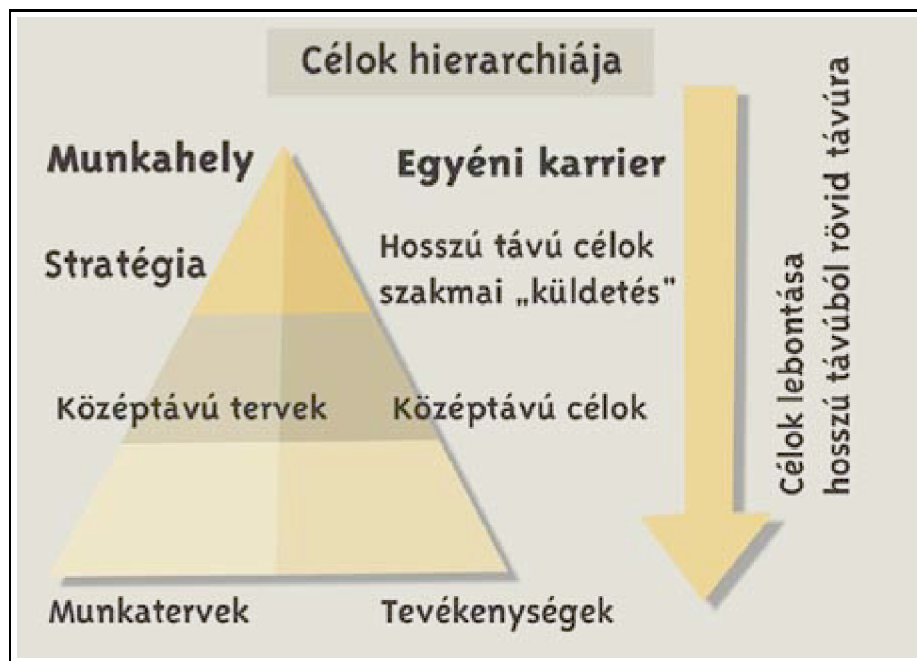 Célok hierarchiája
Munkahely
Egyéni karrier
Stratégia
Hosszú távú célok
szakmai „küldetés"
Középtávú tervek
Középtávú célok
Munkatervek
Tevékenységek
Célok lebontása
hosszú távúból rövid távúra